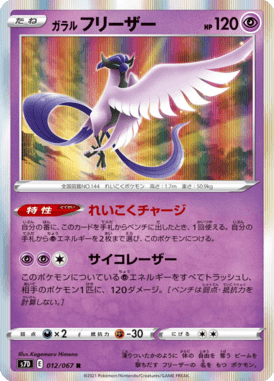 たね ガラル フリーザー HP 120
全国図鑑NO.144 れいこくポケモン 高さ：1.7m 重さ：50.9kg
特性 れいこくチャージ
自分の番に、このカードを手札からベンチに出したとき、1回使える。自分の
手札からエネルギーを2枚まで選び、このポケモンにつける。
サイコレーザー
このポケモンについているエネルギーをすべてトラッシュし、
相手のポケモン1匹に、120ダメージ。［ベンチは弱点・抵抗力を
計算しない。］
弱点 ×2 抵抗力 -30 にげる
Illus. Kagemaru Himeno
S7D E 012/067 R